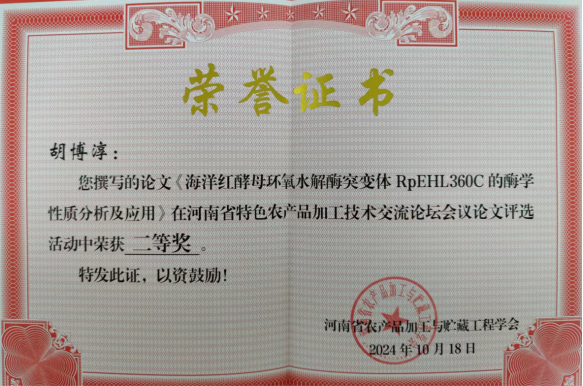 荣誉证书
胡博淳：
您撰写的论文《海洋红酵母环氧水解酶突变体 RpEHL360C 的酶学
性质分析及应用》在河南省特色农产品加工技术交流论坛会议论文评选
活动中荣获 二等奖 。
特发此证，以资鼓励！
河南省农产品加工与贮藏工程学会
2024 年 10 月 18 日